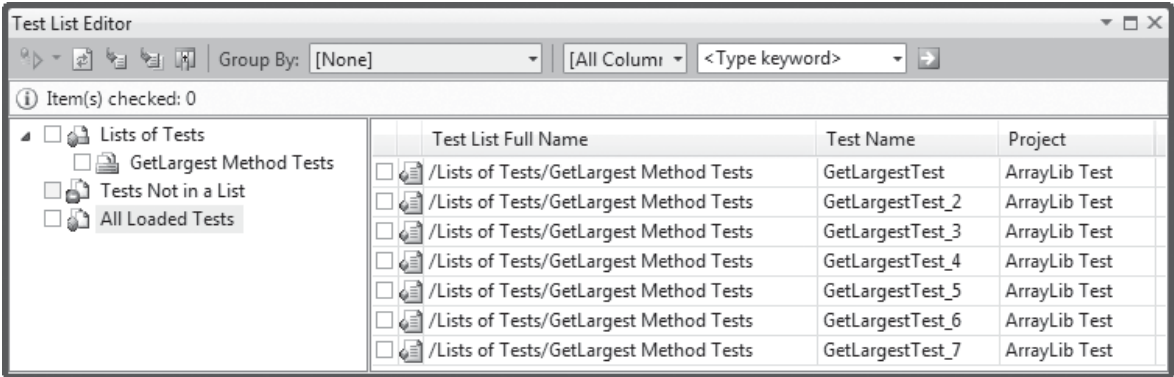 Test List Editor
Group By: [None] [All Colum <Type keyword>
Item(s) checked: 0
Lists of Tests
GetLargest Method Tests
Tests Not in a List
All Loaded Tests
Test List Full Name Test Name Project
/Lists of Tests/GetLargest Method Tests GetLargestTest ArrayLib Test
/Lists of Tests/GetLargest Method Tests GetLargestTest_2 ArrayLib Test
/Lists of Tests/GetLargest Method Tests GetLargestTest_3 ArrayLib Test
/Lists of Tests/GetLargest Method Tests GetLargestTest_4 ArrayLib Test
/Lists of Tests/GetLargest Method Tests GetLargestTest_5 ArrayLib Test
/Lists of Tests/GetLargest Method Tests GetLargestTest_6 ArrayLib Test
/Lists of Tests/GetLargest Method Tests GetLargestTest_7 ArrayLib Test